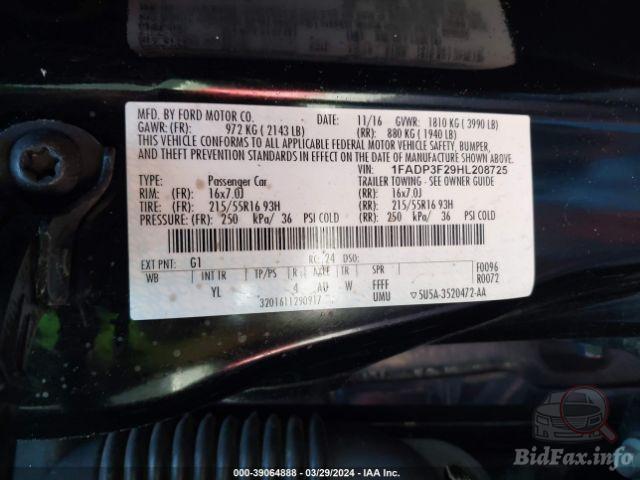 MFD. BY FORD MOTOR CO.
DATE: 11/16 GVWR: 1810 KG ( 3990 LB)
GAWR: (FR): 972 KG ( 2143 LB) (RR): 880 KG ( 1940 LB)
THIS VEHICLE CONFORMS TO ALL APPLICABLE FEDERAL MOTOR VEHICLE SAFETY, BUMPER,
AND THEFT PREVENTION STANDARDS IN EFFECT ON THE DATE OF MANUFACTURE SHOWN ABOVE.
VIN: 1FADP3F29HL208725
TYPE: Passenger Car TRAILER TOWING - SEE OWNER GUIDE
RIM: (FR): 16x7.0J (RR): 16x7.0J
TIRE: (FR): 215/55R16 93H (RR): 215/55R16 93H
PRESSURE: (FR): 250 kPa/ 36 PSI COLD (RR): 250 kPa/ 36 PSI COLD
EXT PNT: G1 RC: 24 DSO:
WB INT TR TP/PS R AXLE TR SPR F0096
YL 4 AU W FFFF R0072
3201611290917 UMU ▽5U5A-3520472-AA
000-39064888 — 03/29/2024 — IAA Inc.
BidFax.info